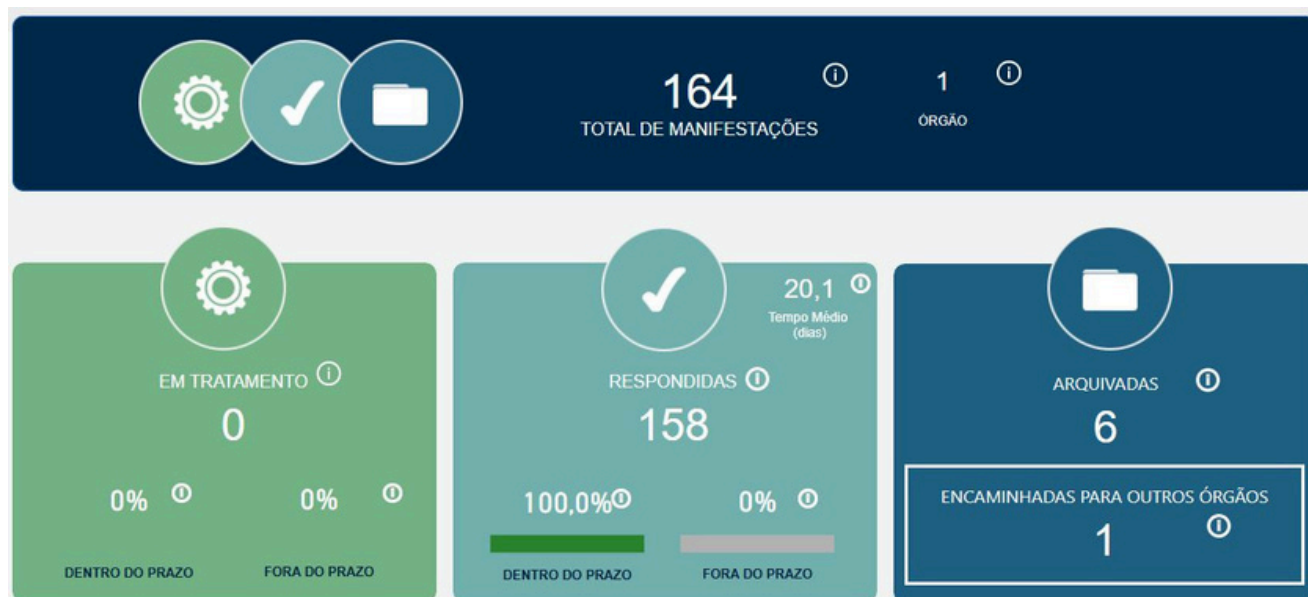 164
TOTAL DE MANIFESTAÇÕES
1
ÓRGÃO
EM TRATAMENTO
0
0%
0%
DENTRO DO PRAZO
FORA DO PRAZO
20,1
Tempo Médio
(dias)
RESPONDIDAS
158
100,0%
0%
DENTRO DO PRAZO
FORA DO PRAZO
ARQUIVADAS
6
ENCAMINHADAS PARA OUTROS ÓRGÃOS
1